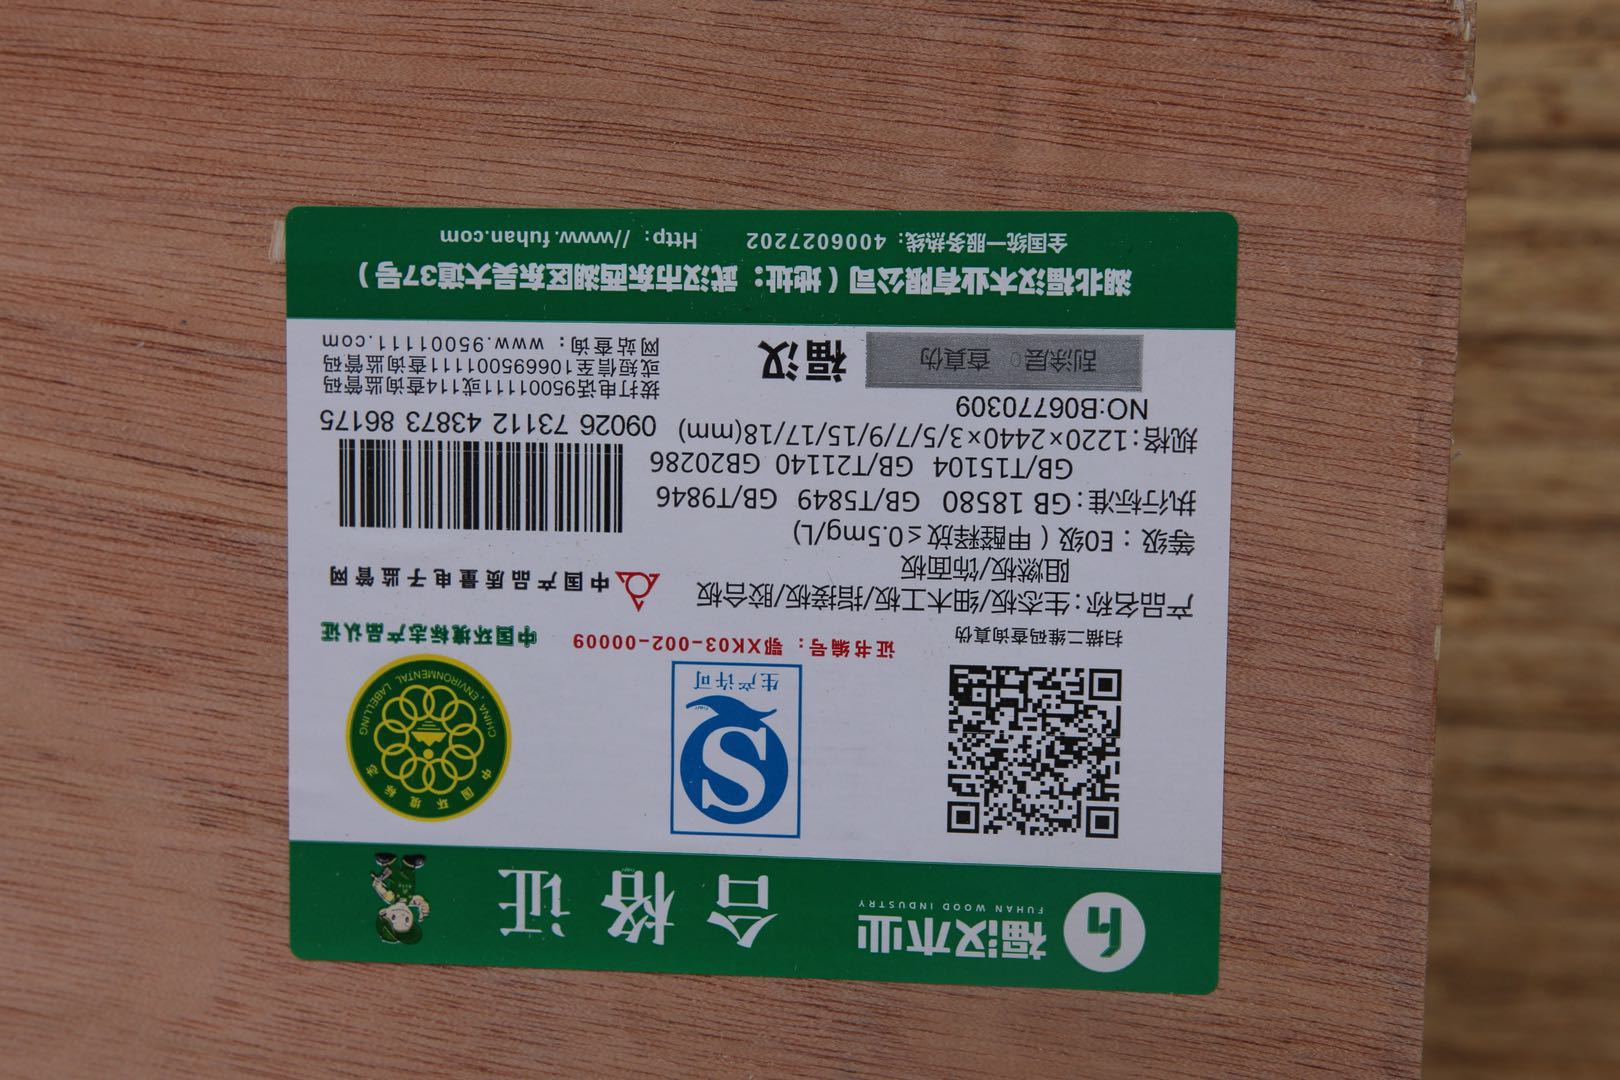 福汉木业
FUHAN WOOD INDUSTRY
合格证
生产许可
中国环境标志
CHINA ENVIRONMENTAL LABELLING
扫描二维码查询真伪
证书编号：鄂XK03-002-00009
中国环境标志产品认证
产品名称：生态板/细木工板/指接板/胶合板
阻燃板/饰面板
中国产品质量电子监管网
等级：E0级（甲醛释放≤0.5mg/L)
执行标准：GB 18580 GB/T5849 GB/T9846
GB/T15104 GB/T21140 GB20286
规格：1220×2440×3/5/7/9/15/17/18(mm)
09026 73112 43873 86175
NO:B06770309
拨打电话95001111或114查询监管码
或短信至106695001111查询监管码
网站查询：www.95001111.com
刮涂层 查真伪
福汉
湖北福汉木业有限公司（地址：武汉市东西湖区东吴大道37号）
全国统一服务热线：4006027202 Http：//www.fuhan.com